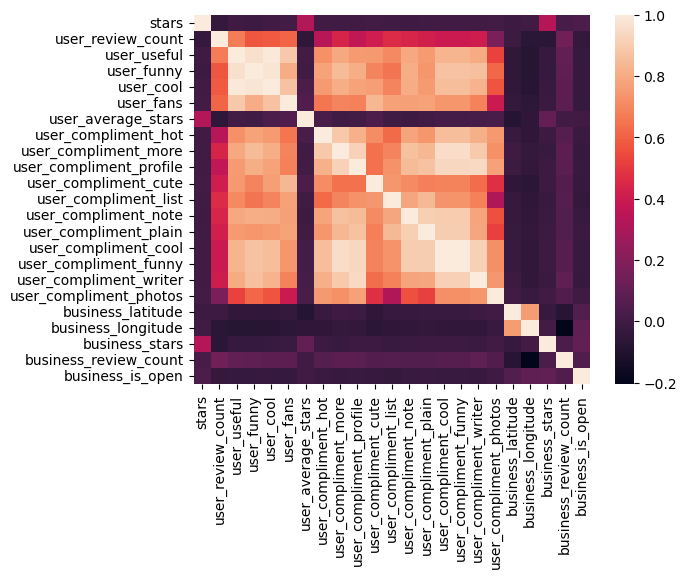 stars
user_review_count
user_useful
user_funny
user_cool
user_fans
user_average_stars
user_compliment_hot
user_compliment_more
user_compliment_profile
user_compliment_cute
user_compliment_list
user_compliment_note
user_compliment_plain
user_compliment_cool
user_compliment_funny
user_compliment_writer
user_compliment_photos
business_latitude
business_longitude
business_stars
business_review_count
business_is_open
stars
user_review_count
user_useful
user_funny
user_cool
user_fans
user_average_stars
user_compliment_hot
user_compliment_more
user_compliment_profile
user_compliment_cute
user_compliment_list
user_compliment_note
user_compliment_plain
user_compliment_cool
user_compliment_funny
user_compliment_writer
user_compliment_photos
business_latitude
business_longitude
business_stars
business_review_count
business_is_open
1.0
0.8
0.6
0.4
0.2
0.0
−0.2